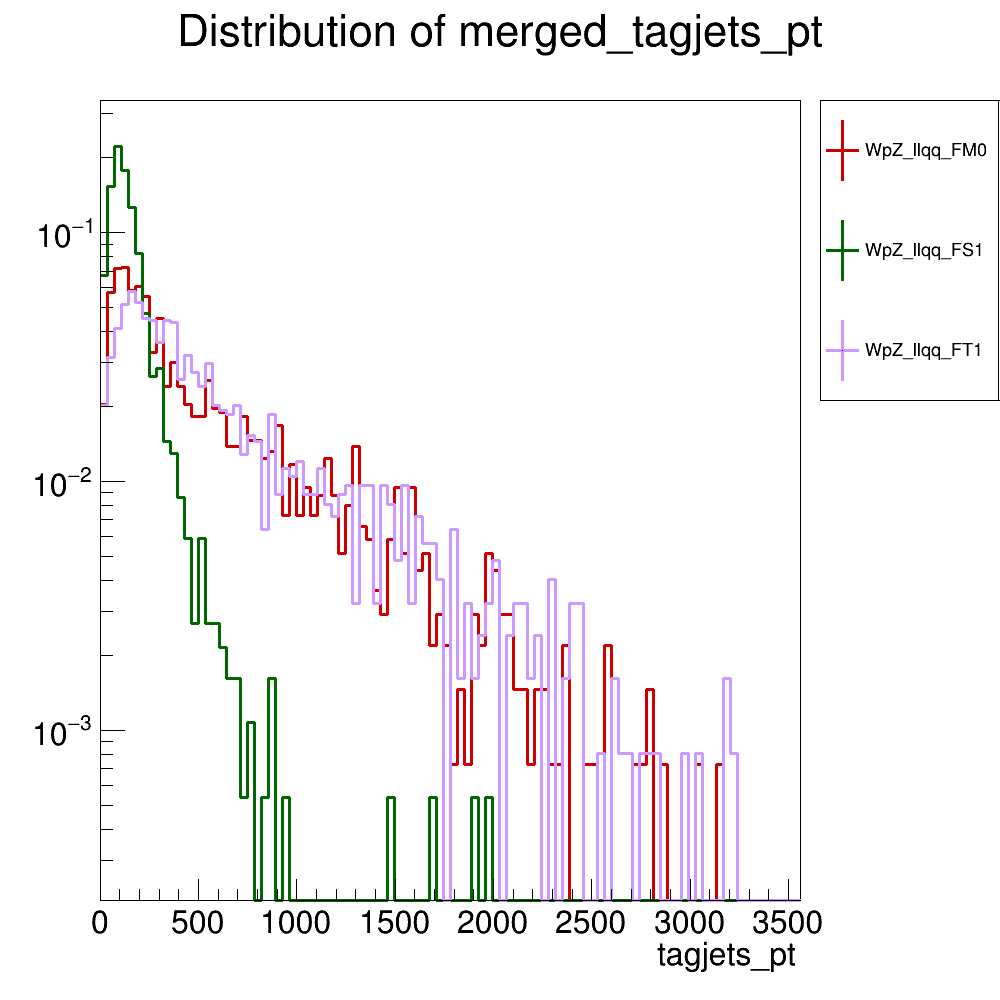 Distribution of merged_tagjets_pt
WpZ_llqq_FM0
WpZ_llqq_FS1
WpZ_llqq_FT1
10⁻¹
10⁻²
10⁻³
0 500 1000 1500 2000 2500 3000 3500
tagjets_pt